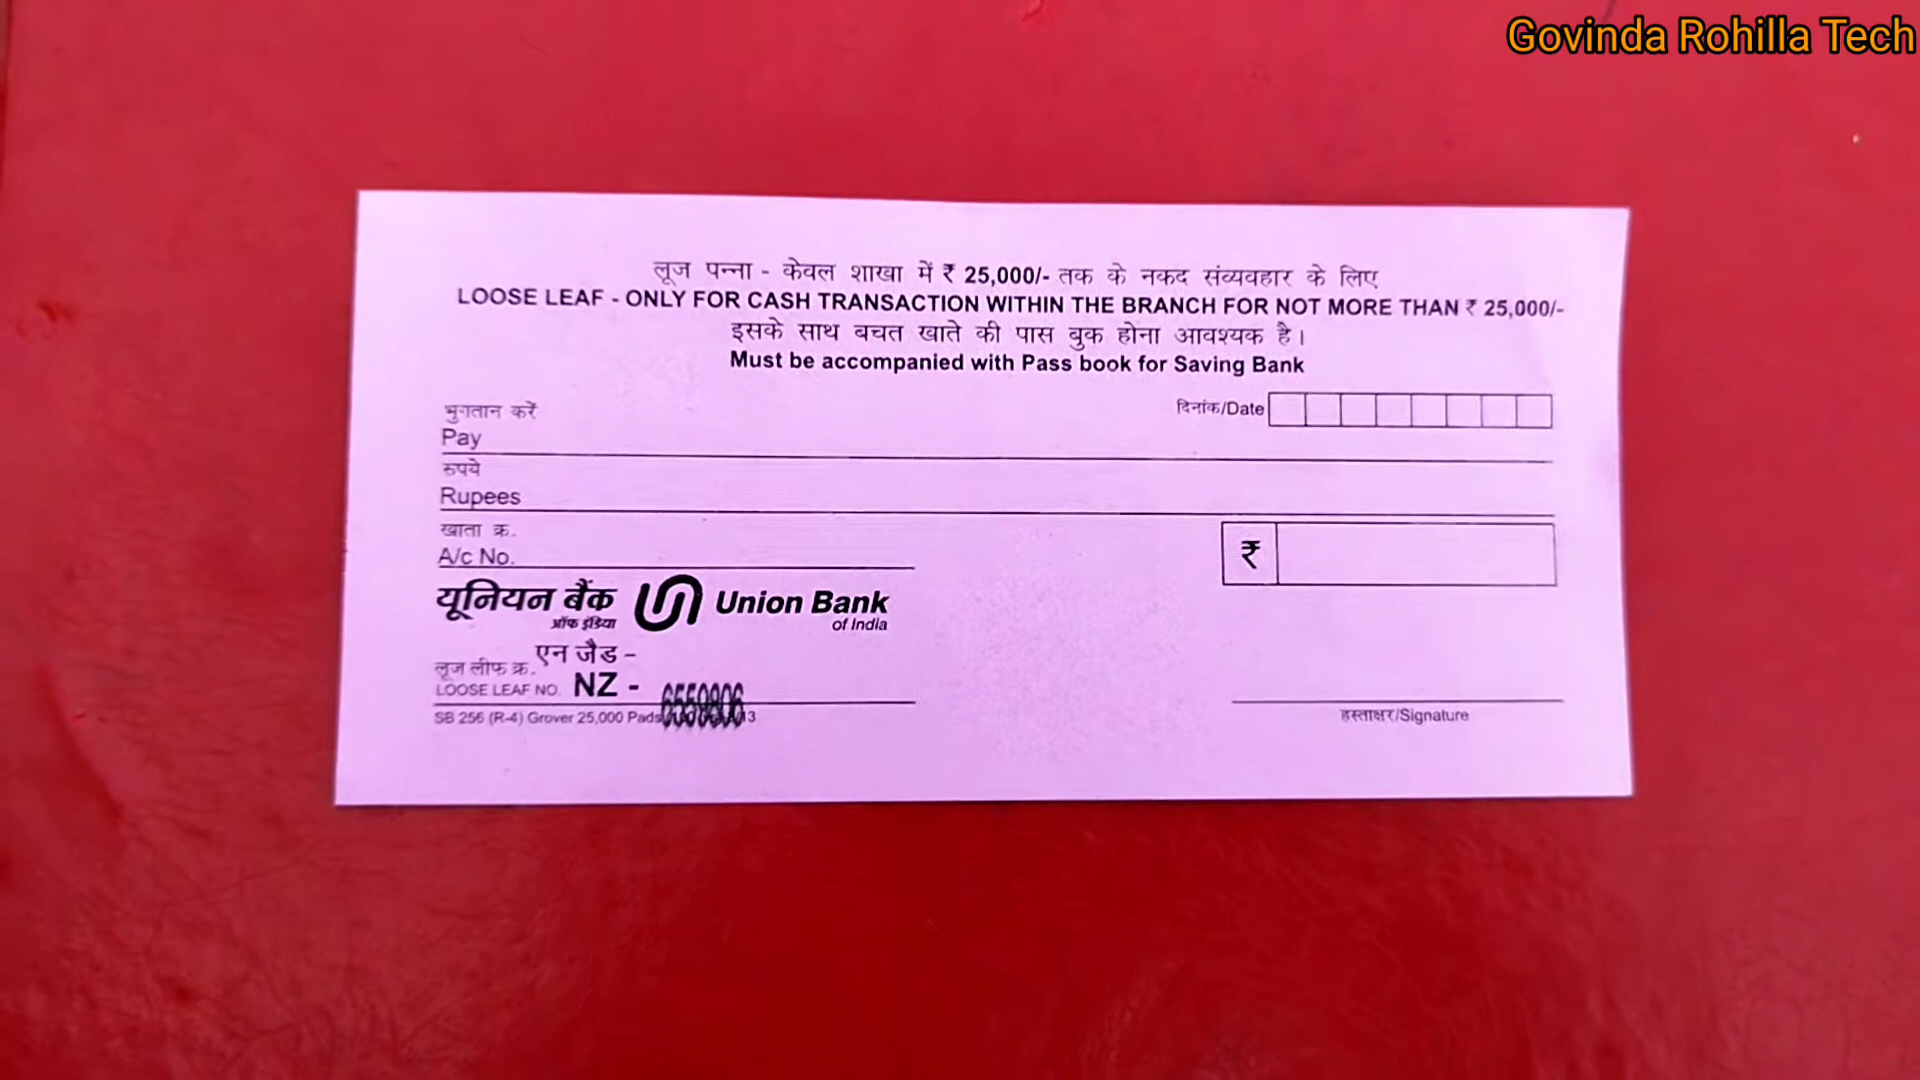 Govinda Rohilla Tech
लूज पन्ना - केवल शाखा में ₹ 25,000/- तक के नकद संव्यवहार के लिए
LOOSE LEAF - ONLY FOR CASH TRANSACTION WITHIN THE BRANCH FOR NOT MORE THAN ₹ 25,000/-
इसके साथ बचत खाते की पास बुक होना आवश्यक है।
Must be accompanied with Pass book for Saving Bank
भुगतान करें
दिनांक/Date
Pay
रुपये
Rupees
खाता क्र.
A/c No.
₹
यूनियन बैंक Union Bank
ऑफ इंडिया of India
एन जैड -
लूज लीफ क्र.
LOOSE LEAF NO. NZ -
SB 256 (R-4) Grover 25,000 Pads
हस्ताक्षर/Signature